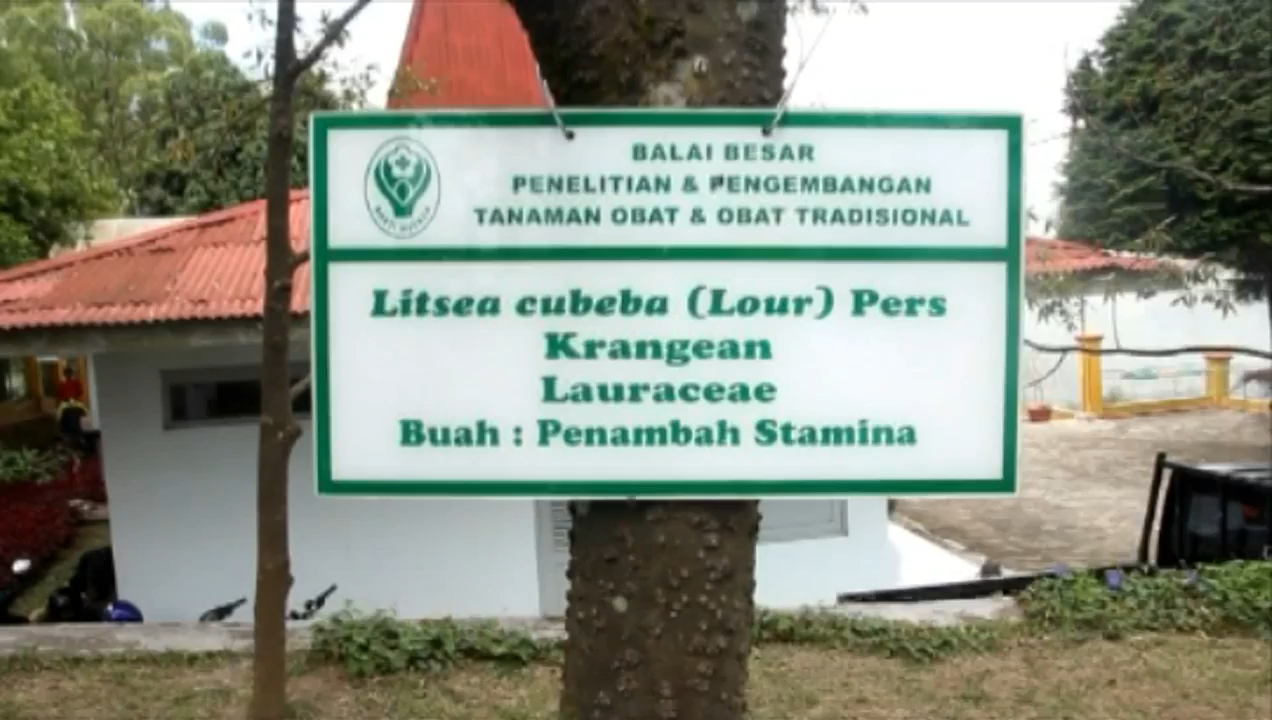 BALAI BESAR
PENELITIAN & PENGEMBANGAN
TANAMAN OBAT & OBAT TRADISIONAL
Litsea cubeba (Lour) Pers
Krangean
Lauraceae
Buah : Penambah Stamina